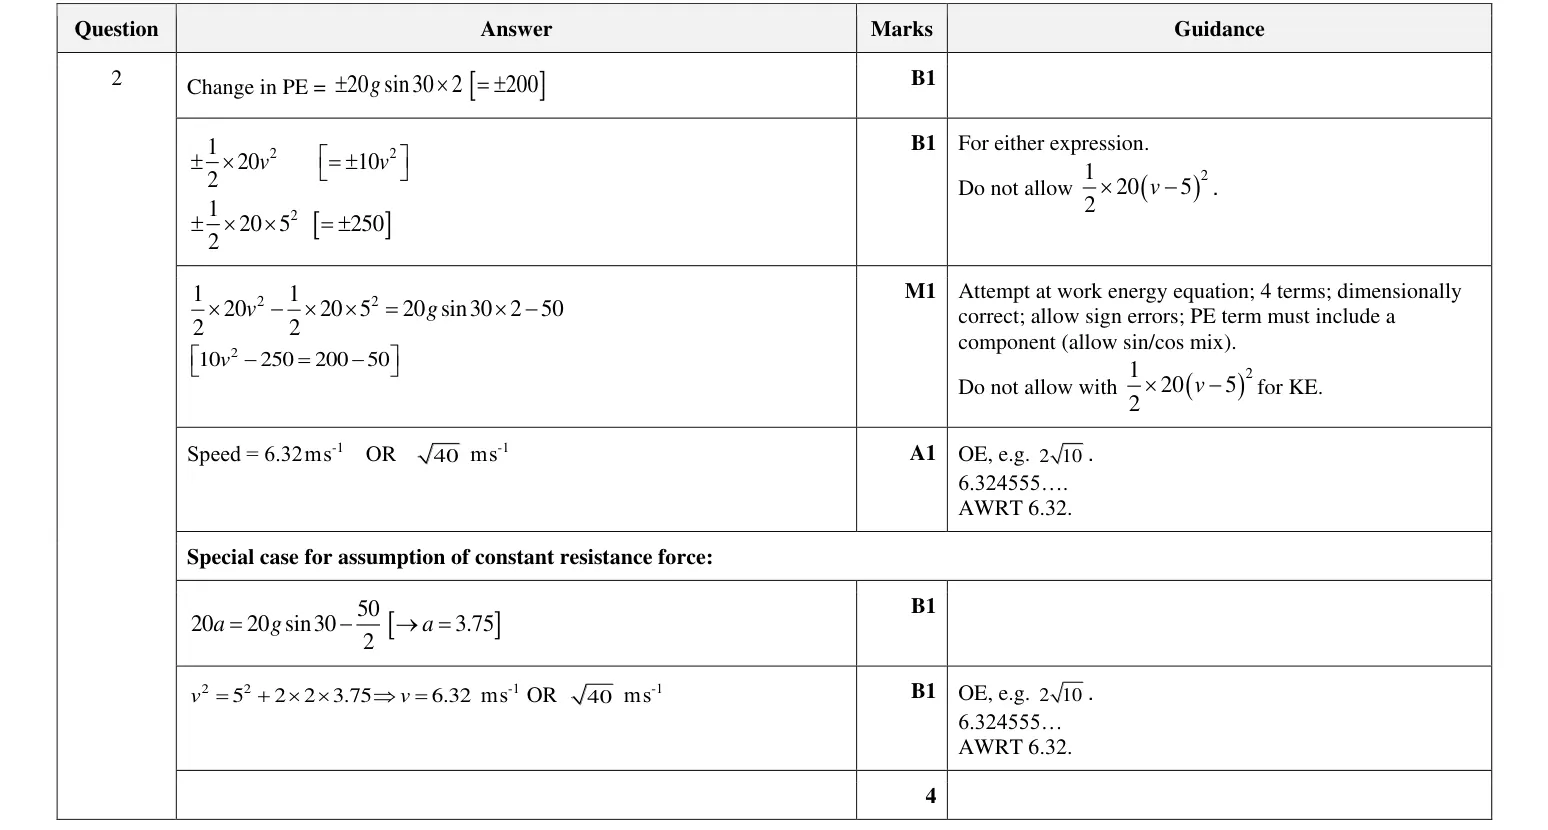 Question Answer Marks Guidance
2 Change in PE = ±20g sin 30 × 2 [= ±200] B1
±1/2 × 20v² [= ±10v²] B1 For either expression.
Do not allow 1/2 × 20(v − 5)².
±1/2 × 20 × 5² [= ±250]
1/2 × 20v² − 1/2 × 20 × 5² = 20g sin 30 × 2 − 50 M1 Attempt at work energy equation; 4 terms; dimensionally
correct; allow sign errors; PE term must include a
component (allow sin/cos mix).
[10v² − 250 = 200 − 50]
Do not allow with 1/2 × 20(v − 5)² for KE.
Speed = 6.32 ms⁻¹ OR √40 ms⁻¹ A1 OE, e.g. 2√10.
6.324555….
AWRT 6.32.
Special case for assumption of constant resistance force:
20a = 20g sin 30 − 50/2 [→ a = 3.75] B1
v² = 5² + 2 × 2 × 3.75 ⇒ v = 6.32 ms⁻¹ OR √40 ms⁻¹ B1 OE, e.g. 2√10.
6.324555…
AWRT 6.32.
4